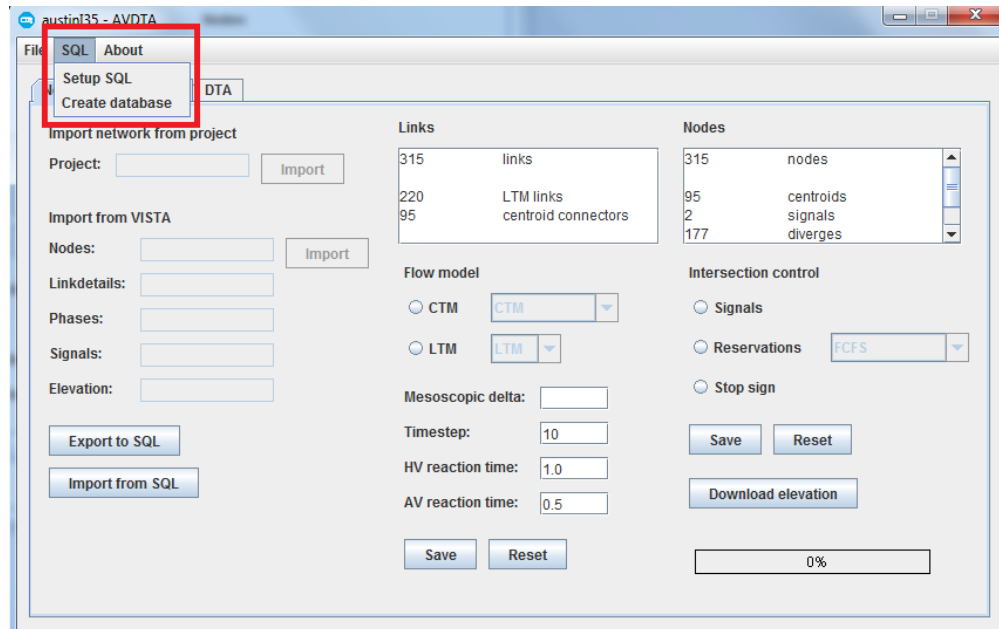 austinI35 - AVDTA
File SQL About
Setup SQL
Create database
DTA
Import network from project
Project:
Import
Import from VISTA
Nodes:
Import
Linkdetails:
Phases:
Signals:
Elevation:
Export to SQL
Import from SQL
Links
315 links
220 LTM links
95 centroid connectors
Flow model
CTM CTM
LTM LTM
Mesoscopic delta:
Timestep: 10
HV reaction time: 1.0
AV reaction time: 0.5
Save Reset
Nodes
315 nodes
95 centroids
2 signals
177 diverges
Intersection control
Signals
Reservations FCFS
Stop sign
Save Reset
Download elevation
0%